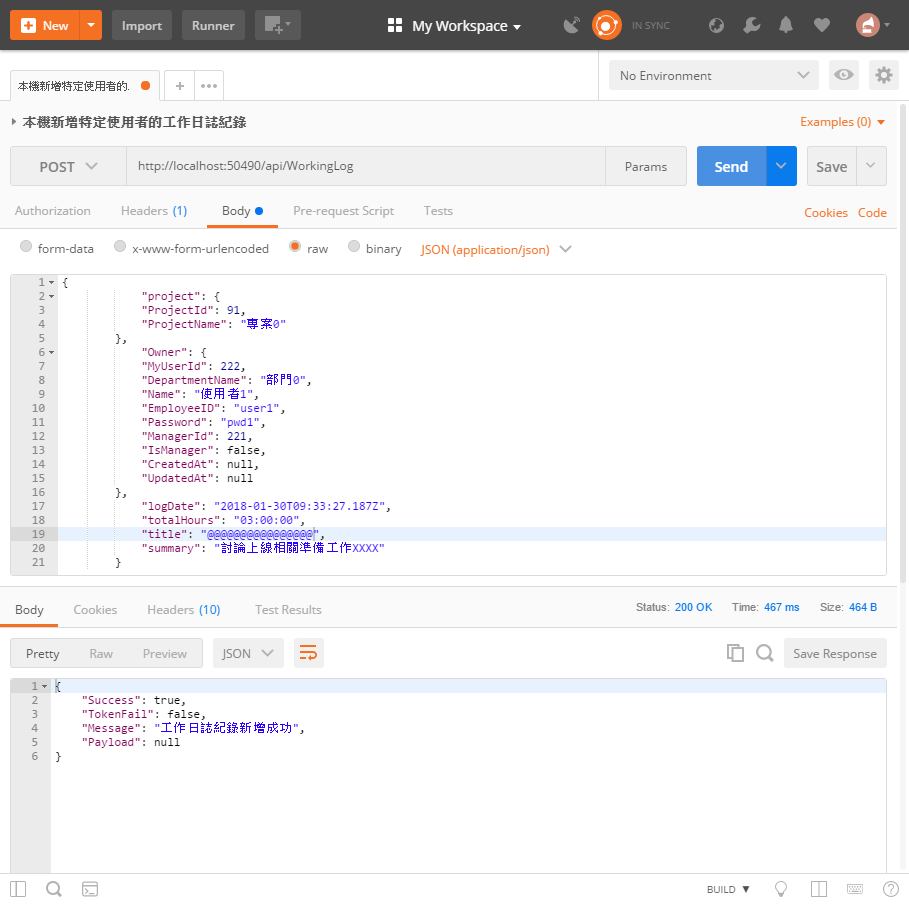 New Import Runner My Workspace IN SYNC
本機新增特定使用者的. No Environment
本機新增特定使用者的工作日誌紀錄 Examples (0)
POST http://localhost:50490/api/WorkingLog Params Send Save
Authorization Headers (1) Body Pre-request Script Tests Cookies Code
form-data x-www-form-urlencoded raw binary JSON (application/json)
1 {
2 "project": {
3 "ProjectId": 91,
4 "ProjectName": "專案0"
5 },
6 "Owner": {
7 "MyUserId": 222,
8 "DepartmentName": "部門0",
9 "Name": "使用者1",
10 "EmployeeID": "user1",
11 "Password": "pwd1",
12 "ManagerId": 221,
13 "IsManager": false,
14 "CreatedAt": null,
15 "UpdatedAt": null
16 },
17 "logDate": "2018-01-30T09:33:27.187Z",
18 "totalHours": "03:00:00",
19 "title": "@@@@@@@@@@@@@@@@",
20 "summary": "討論上線相關準備工作XXXX"
21 }
Body Cookies Headers (10) Test Results Status: 200 OK Time: 467 ms Size: 464 B
Pretty Raw Preview JSON Save Response
1 {
2 "Success": true,
3 "TokenFail": false,
4 "Message": "工作日誌紀錄新增成功",
5 "Payload": null
6 }
BUILD